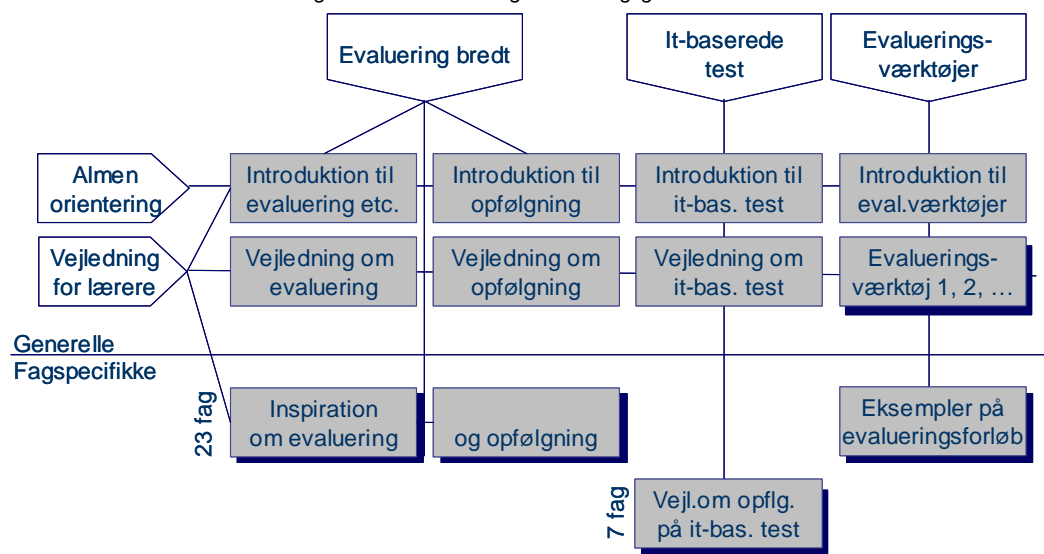 Evaluering bredt
It-baserede
test
Evaluerings-
værktøjer
Almen
orientering
Introduktion til
evaluering etc.
Introduktion til
opfølgning
Introduktion til
it-bas. test
Introduktion til
eval.værktøjer
Vejledning
for lærere
Vejledning om
evaluering
Vejledning om
opfølgning
Vejledning om
it-bas. test
Evaluerings-
værktøj 1, 2, …
Generelle
Fagspecifikke
23 fag
Inspiration
om evaluering
og opfølgning
Eksempler på
evalueringsforløb
7 fag
Vejl.om opflg.
på it-bas. test